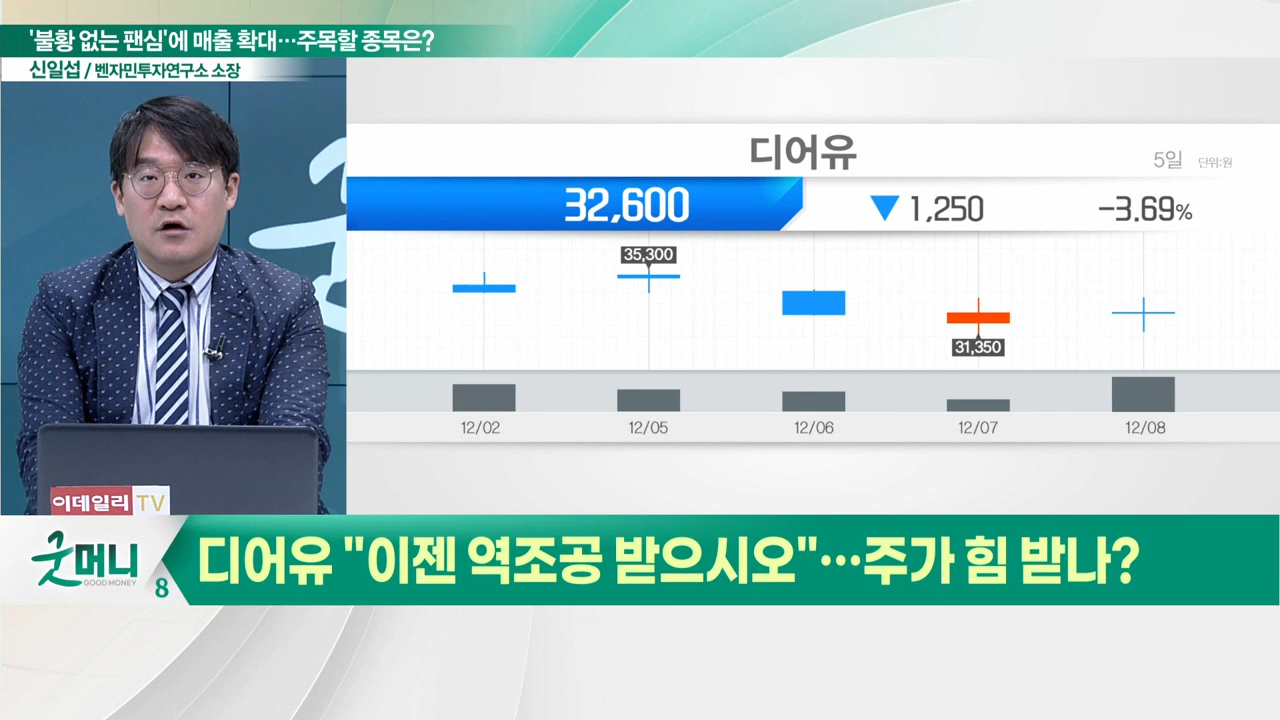 '불황 없는 팬심'에 매출 확대…주목할 종목은?
신일섭 / 벤자민투자연구소 소장
디어유
5일 단위:원
32,600 ▼ 1,250 -3.69%
35,300
31,350
12/02 12/05 12/06 12/07 12/08
이데일리 TV
굿머니
GOOD MONEY
8
디어유 "이젠 역조공 받으시오"…주가 힘 받나?